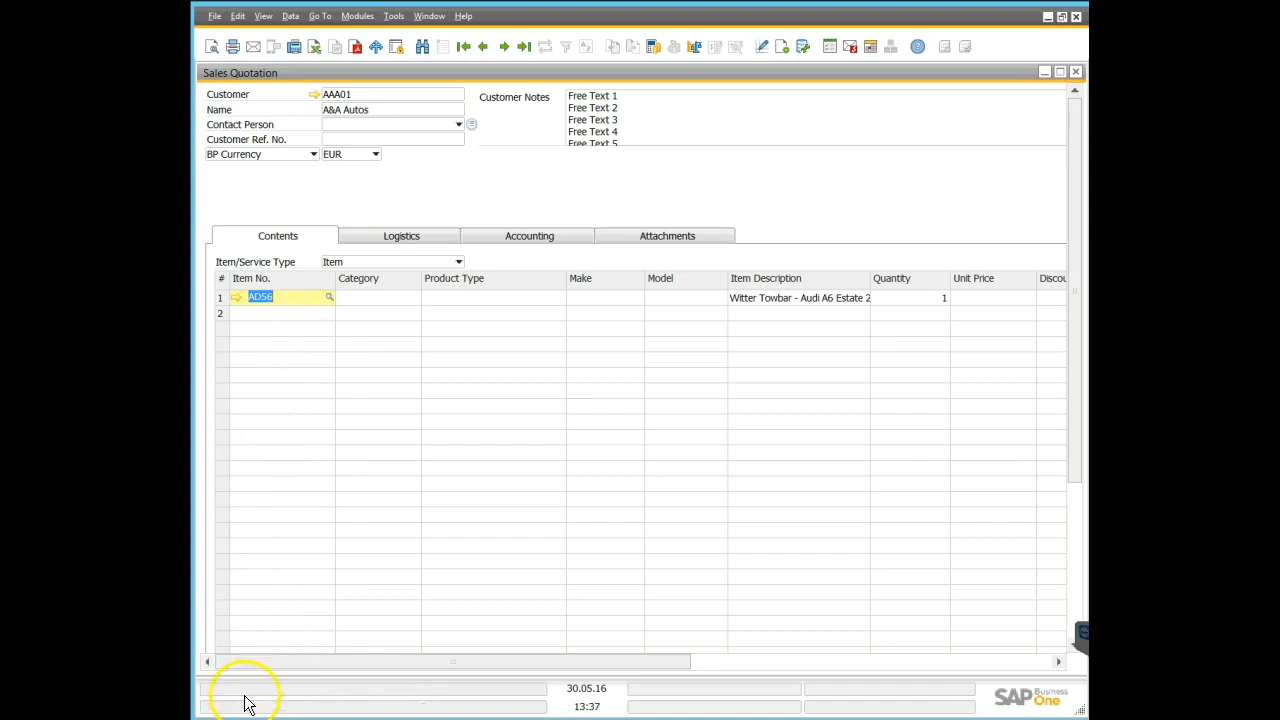 File Edit View Data Go To Modules Tools Window Help
Sales Quotation
Customer AAA01
Name A&A Autos
Contact Person
Customer Ref. No.
BP Currency EUR
Customer Notes
Free Text 1
Free Text 2
Free Text 3
Free Text 4
Free Text 5
Contents Logistics Accounting Attachments
Item/Service Type Item
# Item No. Category Product Type Make Model Item Description Quantity Unit Price Discou
1 AD56 Witter Towbar - Audi A6 Estate 2 1
2
30.05.16
13:37
SAP Business One